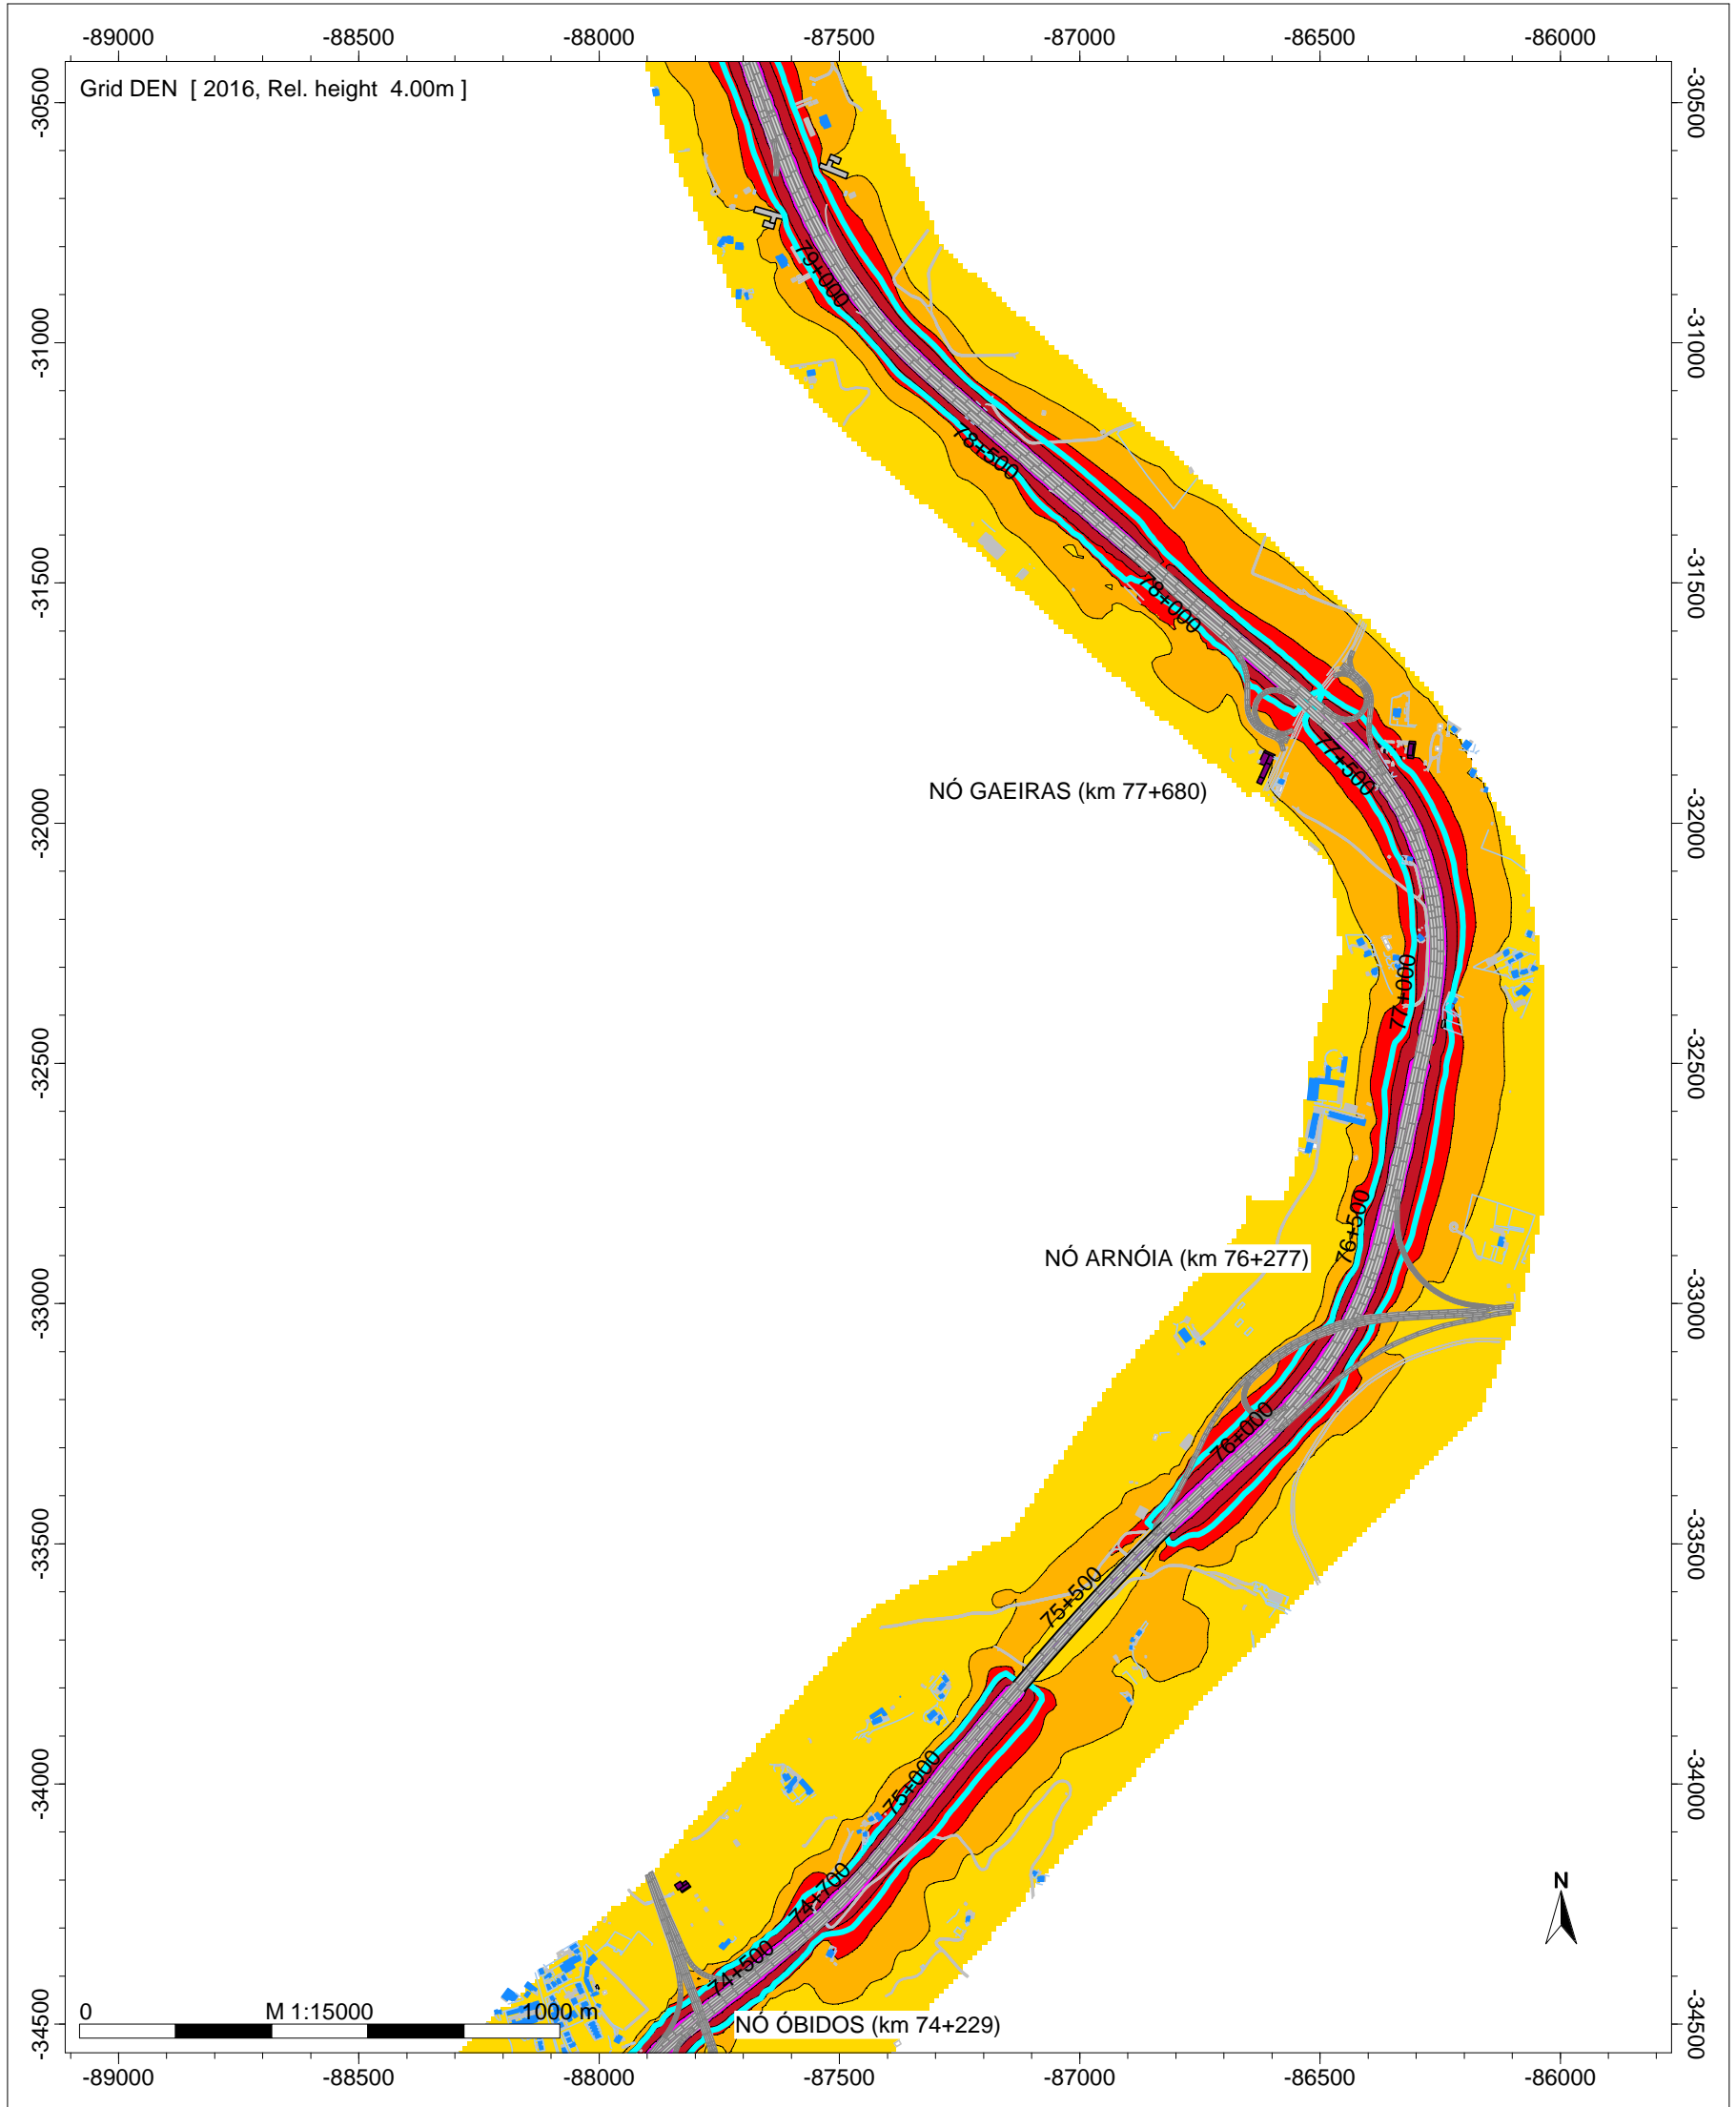 -89000 -88500 -88000 -87500 -87000 -86500 -86000
Grid DEN [ 2016, Rel. height 4.00m ]
-30500 -30500
79+000
-31000 -31000
78+500
-31500 -31500
78+000
77+500
NÓ GAEIRAS (km 77+680)
-32000 -32000
77+000
-32500 -32500
76+500
NÓ ARNÓIA (km 76+277)
-33000 -33000
76+000
-33500 -33500
75+500
75+000
-34000 -34000
74+700
N
74+500
0 M 1:15000 1000 m
NÓ ÓBIDOS (km 74+229)
-34500 -34500
-89000 -88500 -88000 -87500 -87000 -86500 -86000